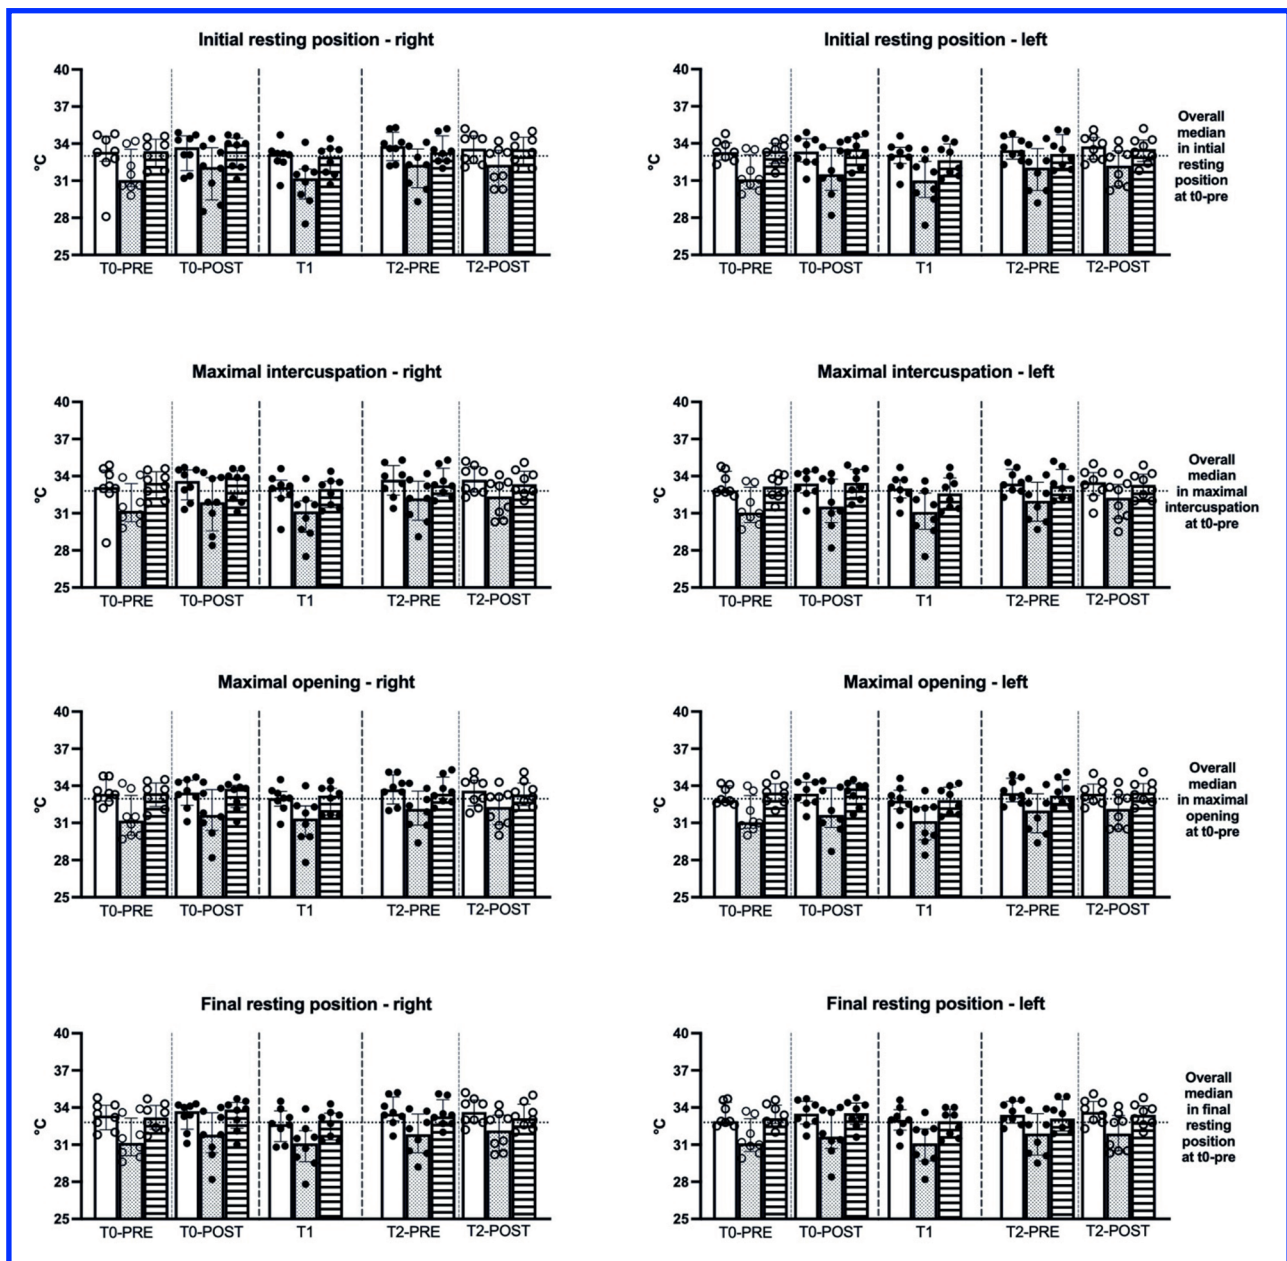 Initial resting position - right
40
37
34
31
28
25
°C
T0-PRE T0-POST T1 T2-PRE T2-POST
Initial resting position - left
40
37
34
31
28
25
°C
T0-PRE T0-POST T1 T2-PRE T2-POST
Overall
median
in intial
resting
position
at t0-pre
Maximal intercuspation - right
40
37
34
31
28
25
°C
T0-PRE T0-POST T1 T2-PRE T2-POST
Maximal intercuspation - left
40
37
34
31
28
25
°C
T0-PRE T0-POST T1 T2-PRE T2-POST
Overall
median
in maximal
intercuspation
at t0-pre
Maximal opening - right
40
37
34
31
28
25
°C
T0-PRE T0-POST T1 T2-PRE T2-POST
Maximal opening - left
40
37
34
31
28
25
°C
T0-PRE T0-POST T1 T2-PRE T2-POST
Overall
median
in maximal
opening
at t0-pre
Final resting position - right
40
37
34
31
28
25
°C
T0-PRE T0-POST T1 T2-PRE T2-POST
Final resting position - left
40
37
34
31
28
25
°C
T0-PRE T0-POST T1 T2-PRE T2-POST
Overall
median
in final
resting
position
at t0-pre